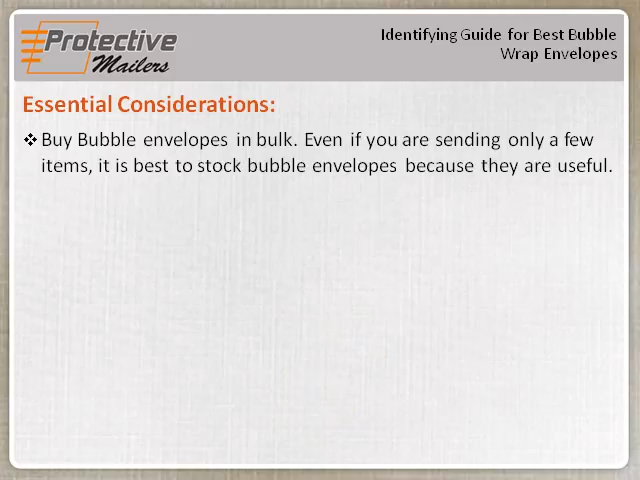 Protective
Mailers
Identifying Guide for Best Bubble
Wrap Envelopes
Essential Considerations:
❖ Buy Bubble envelopes in bulk. Even if you are sending only a few
items, it is best to stock bubble envelopes because they are useful.